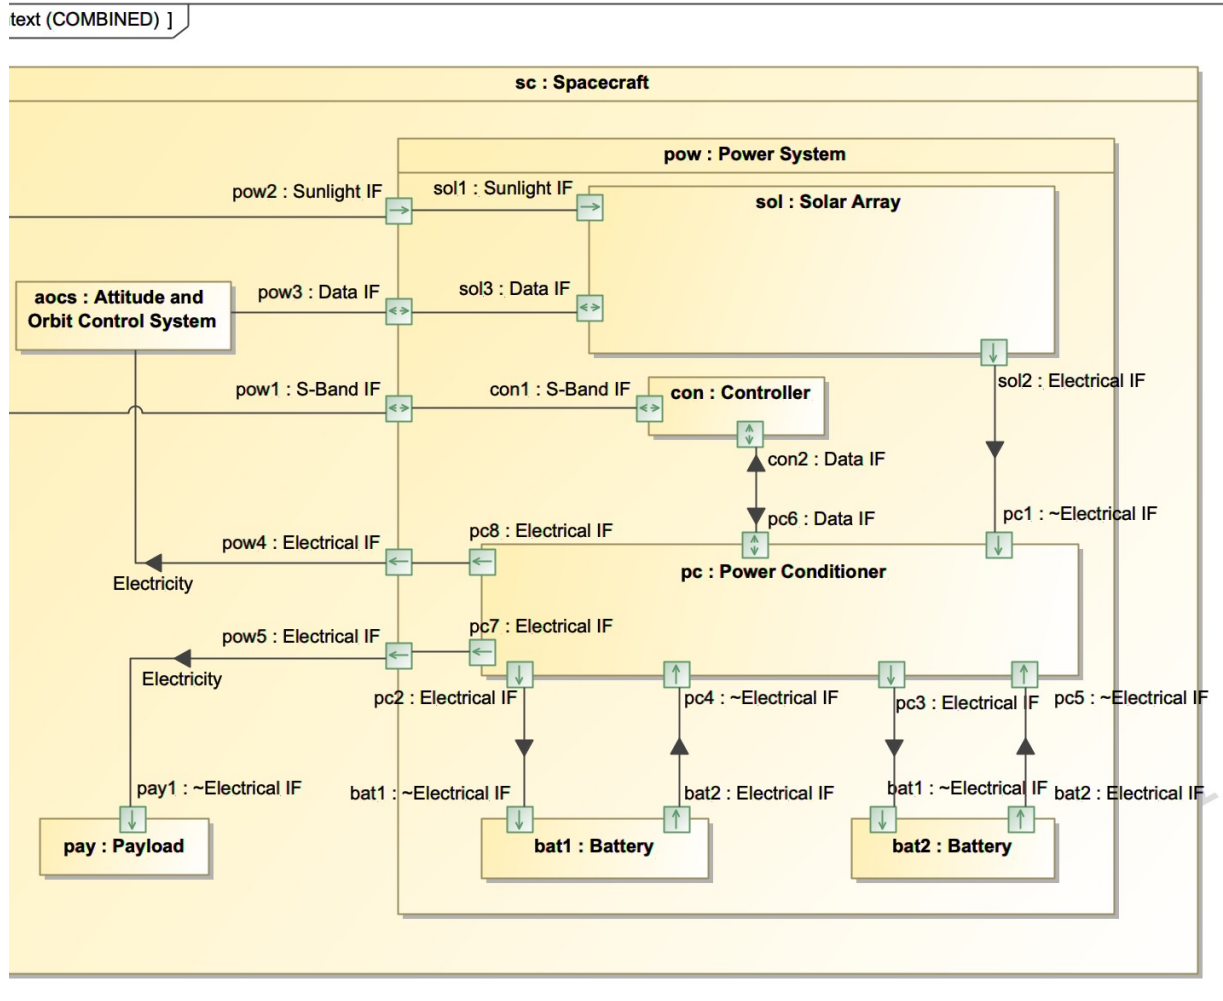 text (COMBINED) ]
sc : Spacecraft
pow : Power System
pow2 : Sunlight IF
sol1 : Sunlight IF
sol : Solar Array
aocs : Attitude and
Orbit Control System
pow3 : Data IF
sol3 : Data IF
sol2 : Electrical IF
pow1 : S-Band IF
con1 : S-Band IF
con : Controller
con2 : Data IF
pc6 : Data IF
pc1 : ~Electrical IF
pow4 : Electrical IF
pc8 : Electrical IF
Electricity
pc : Power Conditioner
pow5 : Electrical IF
pc7 : Electrical IF
Electricity
pc2 : Electrical IF
pc4 : ~Electrical IF
pc3 : Electrical IF
pc5 : ~Electrical IF
pay1 : ~Electrical IF
bat1 : ~Electrical IF
bat2 : Electrical IF
bat1 : ~Electrical IF
bat2 : Electrical IF
pay : Payload
bat1 : Battery
bat2 : Battery